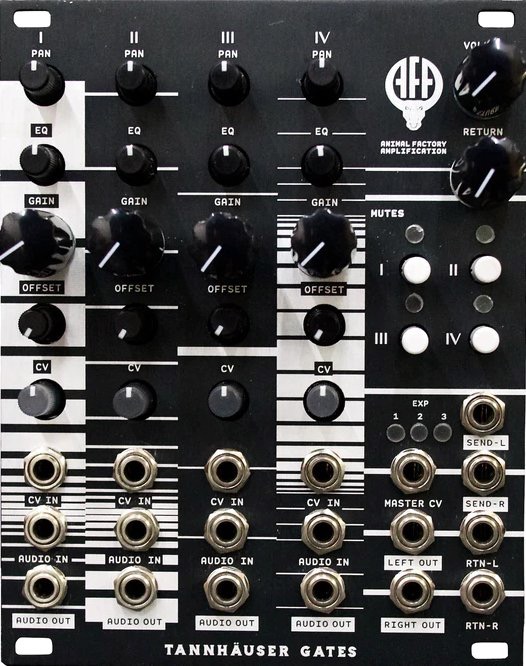 I II III IV
PAN PAN PAN PAN
AFF
ANIMAL FACTORY
AMPLIFICATION
EQ EQ EQ EQ
RETURN
GAIN GAIN GAIN GAIN
MUTES
I II
OFFSET OFFSET OFFSET OFFSET
III IV
CV CV CV CV
EXP
1 2 3
SEND-L
CV IN CV IN CV IN CV IN MASTER CV SEND-R
AUDIO IN AUDIO IN AUDIO IN AUDIO IN LEFT OUT RTN-L
AUDIO OUT AUDIO OUT AUDIO OUT AUDIO OUT RIGHT OUT RTN-R
TANNHÄUSER GATES